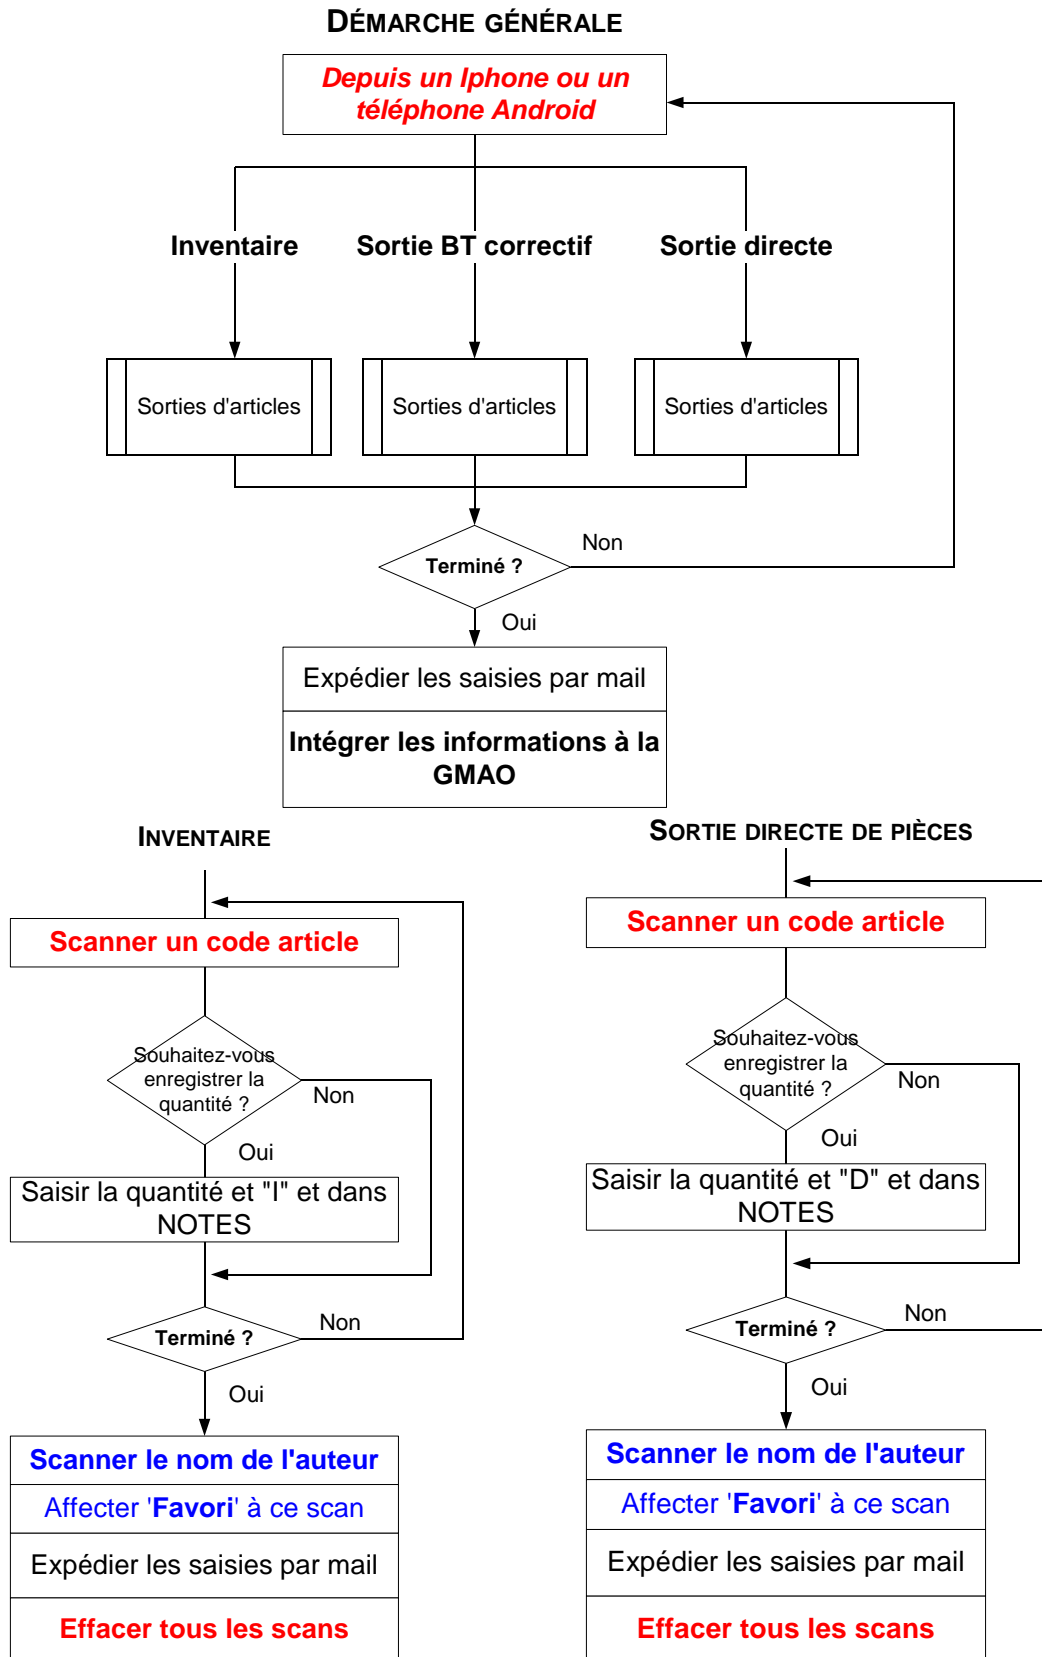 DÉMARCHE GÉNÉRALE
Depuis un Iphone ou un
téléphone Android
Inventaire
Sortie BT correctif
Sortie directe
Sorties d'articles
Sorties d'articles
Sorties d'articles
Terminé ?
Non
Oui
Expédier les saisies par mail
Intégrer les informations à la
GMAO
INVENTAIRE
Scanner un code article
Souhaitez-vous
enregistrer la
quantité ?
Non
Oui
Saisir la quantité et "I" et dans
NOTES
Terminé ?
Non
Oui
Scanner le nom de l'auteur
Affecter 'Favori' à ce scan
Expédier les saisies par mail
Effacer tous les scans
SORTIE DIRECTE DE PIÈCES
Scanner un code article
Souhaitez-vous
enregistrer la
quantité ?
Non
Oui
Saisir la quantité et "D" et dans
NOTES
Terminé ?
Non
Oui
Scanner le nom de l'auteur
Affecter 'Favori' à ce scan
Expédier les saisies par mail
Effacer tous les scans